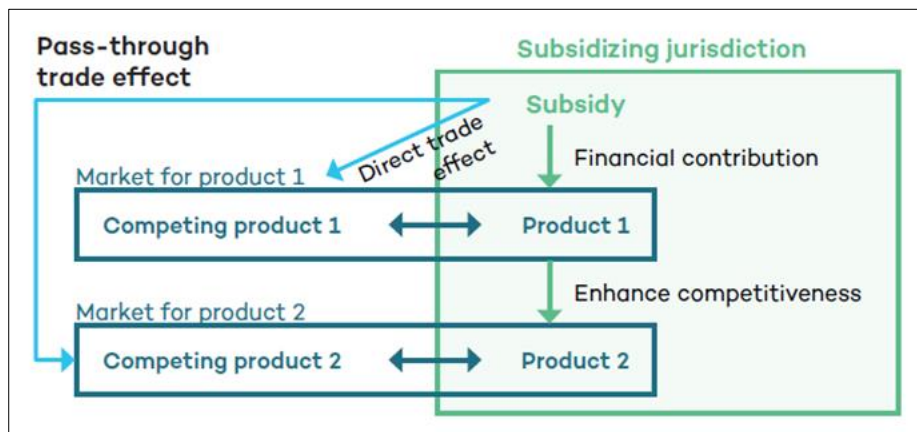 Pass-through
trade effect
Subsidizing jurisdiction
Subsidy
Direct trade
effect
Financial contribution
Market for product 1
Competing product 1
Product 1
Enhance competitiveness
Market for product 2
Competing product 2
Product 2